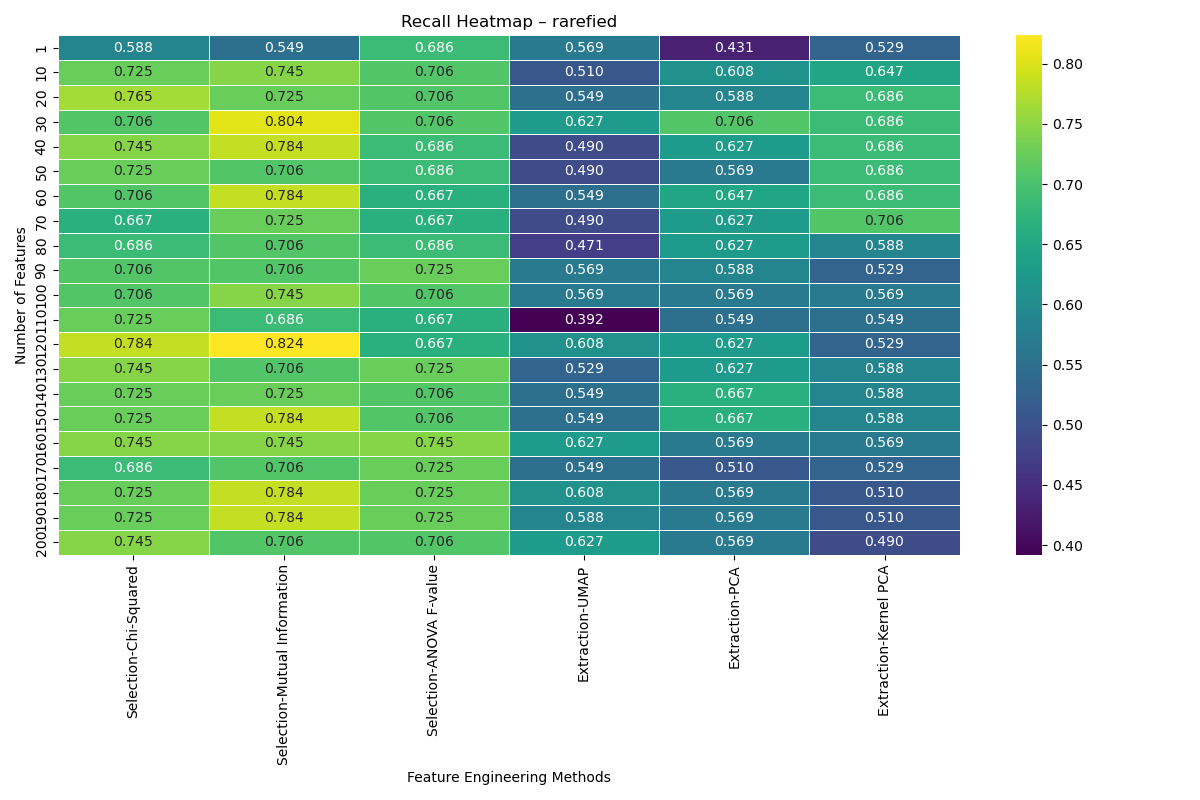 Recall Heatmap – rarefied
Number of Features
1 0.588 0.549 0.686 0.569 0.431 0.529
10 0.725 0.745 0.706 0.510 0.608 0.647
20 0.765 0.725 0.706 0.549 0.588 0.686
30 0.706 0.804 0.706 0.627 0.706 0.686
40 0.745 0.784 0.686 0.490 0.627 0.686
50 0.725 0.706 0.686 0.490 0.569 0.686
60 0.706 0.784 0.667 0.549 0.647 0.686
70 0.667 0.725 0.667 0.490 0.627 0.706
80 0.686 0.706 0.686 0.471 0.627 0.588
90 0.706 0.706 0.725 0.569 0.588 0.529
100 0.706 0.745 0.706 0.569 0.569 0.569
110 0.725 0.686 0.667 0.392 0.549 0.549
120 0.784 0.824 0.667 0.608 0.627 0.529
130 0.745 0.706 0.725 0.529 0.627 0.588
140 0.725 0.725 0.706 0.549 0.667 0.588
150 0.725 0.784 0.706 0.549 0.667 0.588
160 0.745 0.745 0.745 0.627 0.569 0.569
170 0.686 0.706 0.725 0.549 0.510 0.529
180 0.725 0.784 0.725 0.608 0.569 0.510
190 0.725 0.784 0.725 0.588 0.569 0.510
200 0.745 0.706 0.706 0.627 0.569 0.490
Selection-Chi-Squared
Selection-Mutual Information
Selection-ANOVA F-value
Extraction-UMAP
Extraction-PCA
Extraction-Kernel PCA
Feature Engineering Methods
0.80
0.75
0.70
0.65
0.60
0.55
0.50
0.45
0.40